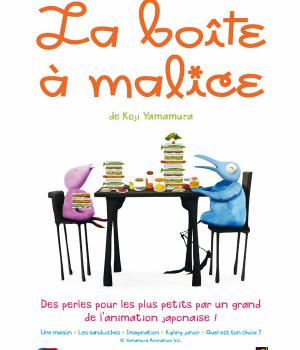 La boîte
à malice
de Koji Yamamura
Des perles pour les plus petits par un grand
de l'animation japonaise !
Une maison • Les sandwiches • Imagination • Kipling Junior • Quel est ton choix ?
© Yamamura Animation Inc.